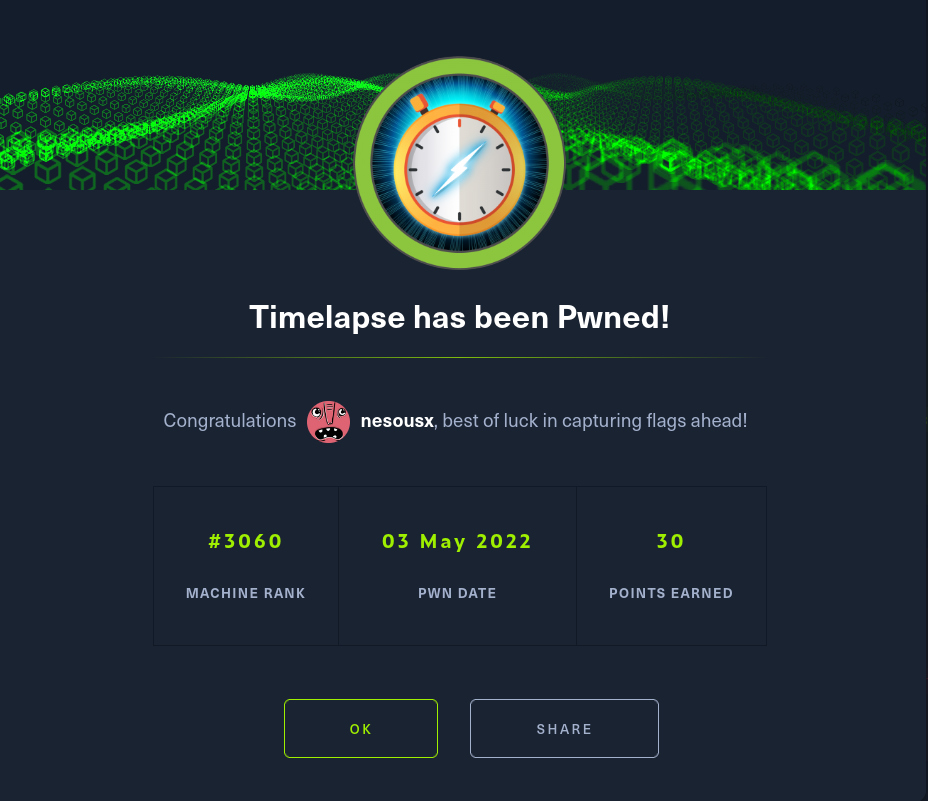 Timelapse has been Pwned!
Congratulations nesousx, best of luck in capturing flags ahead!
#3060 03 May 2022 30
MACHINE RANK PWN DATE POINTS EARNED
OK SHARE